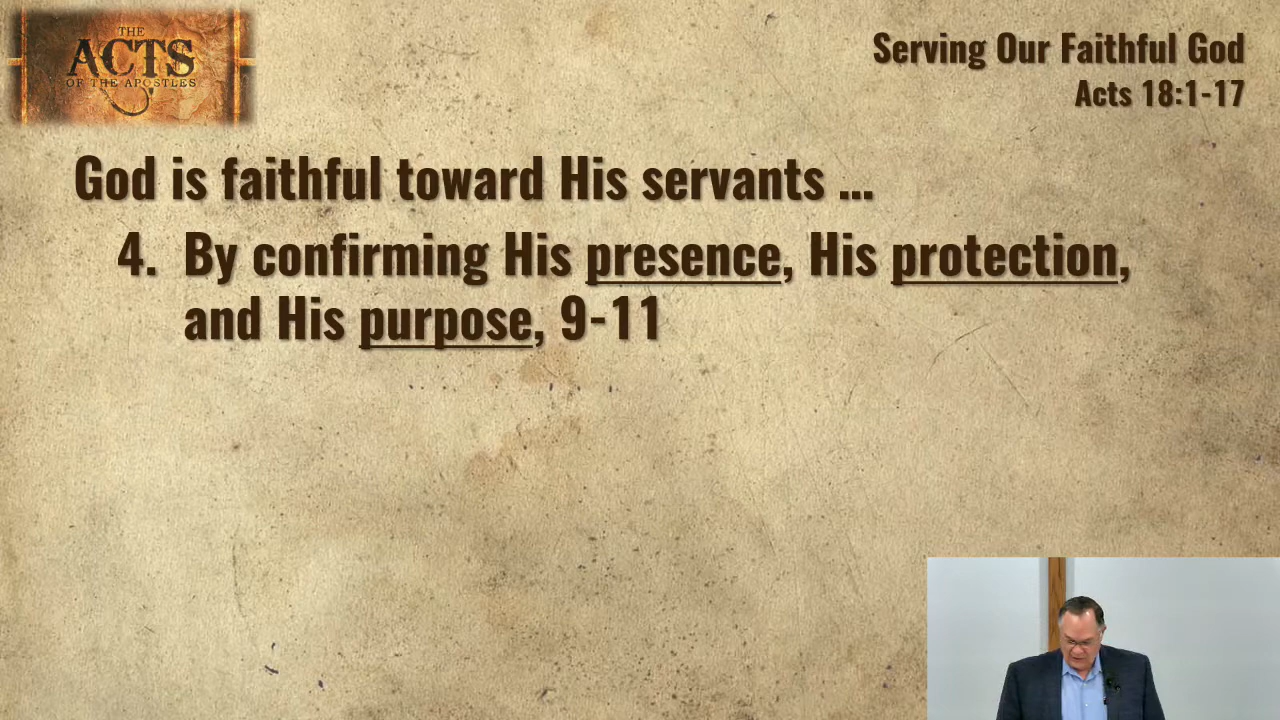 THE
ACTS
OF THE APOSTLES
Serving Our Faithful God
Acts 18:1-17
God is faithful toward His servants ...
4. By confirming His presence, His protection,
and His purpose, 9-11